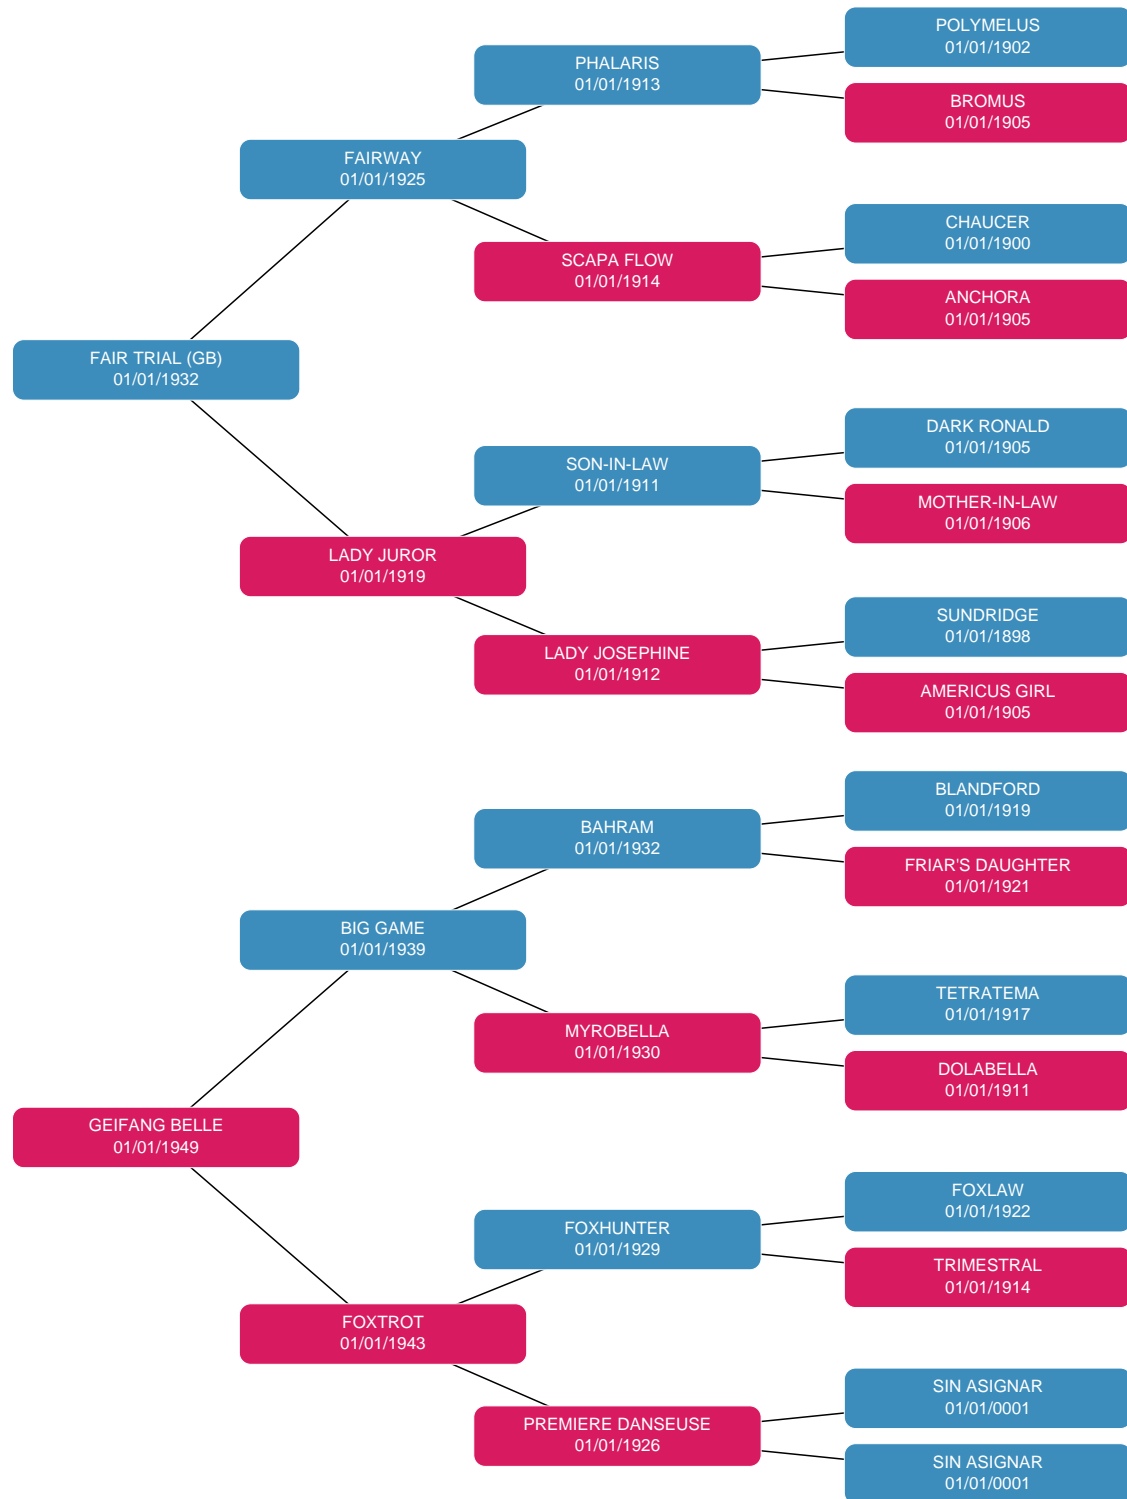 POLYMELUS
01/01/1902
PHALARIS
01/01/1913
BROMUS
01/01/1905
FAIRWAY
01/01/1925
CHAUCER
01/01/1900
SCAPA FLOW
01/01/1914
ANCHORA
01/01/1905
FAIR TRIAL (GB)
01/01/1932
DARK RONALD
01/01/1905
SON-IN-LAW
01/01/1911
MOTHER-IN-LAW
01/01/1906
LADY JUROR
01/01/1919
SUNDRIDGE
01/01/1898
LADY JOSEPHINE
01/01/1912
AMERICUS GIRL
01/01/1905
BLANDFORD
01/01/1919
BAHRAM
01/01/1932
FRIAR'S DAUGHTER
01/01/1921
BIG GAME
01/01/1939
TETRATEMA
01/01/1917
MYROBELLA
01/01/1930
DOLABELLA
01/01/1911
GEIFANG BELLE
01/01/1949
FOXLAW
01/01/1922
FOXHUNTER
01/01/1929
TRIMESTRAL
01/01/1914
FOXTROT
01/01/1943
SIN ASIGNAR
01/01/0001
PREMIERE DANSEUSE
01/01/1926
SIN ASIGNAR
01/01/0001